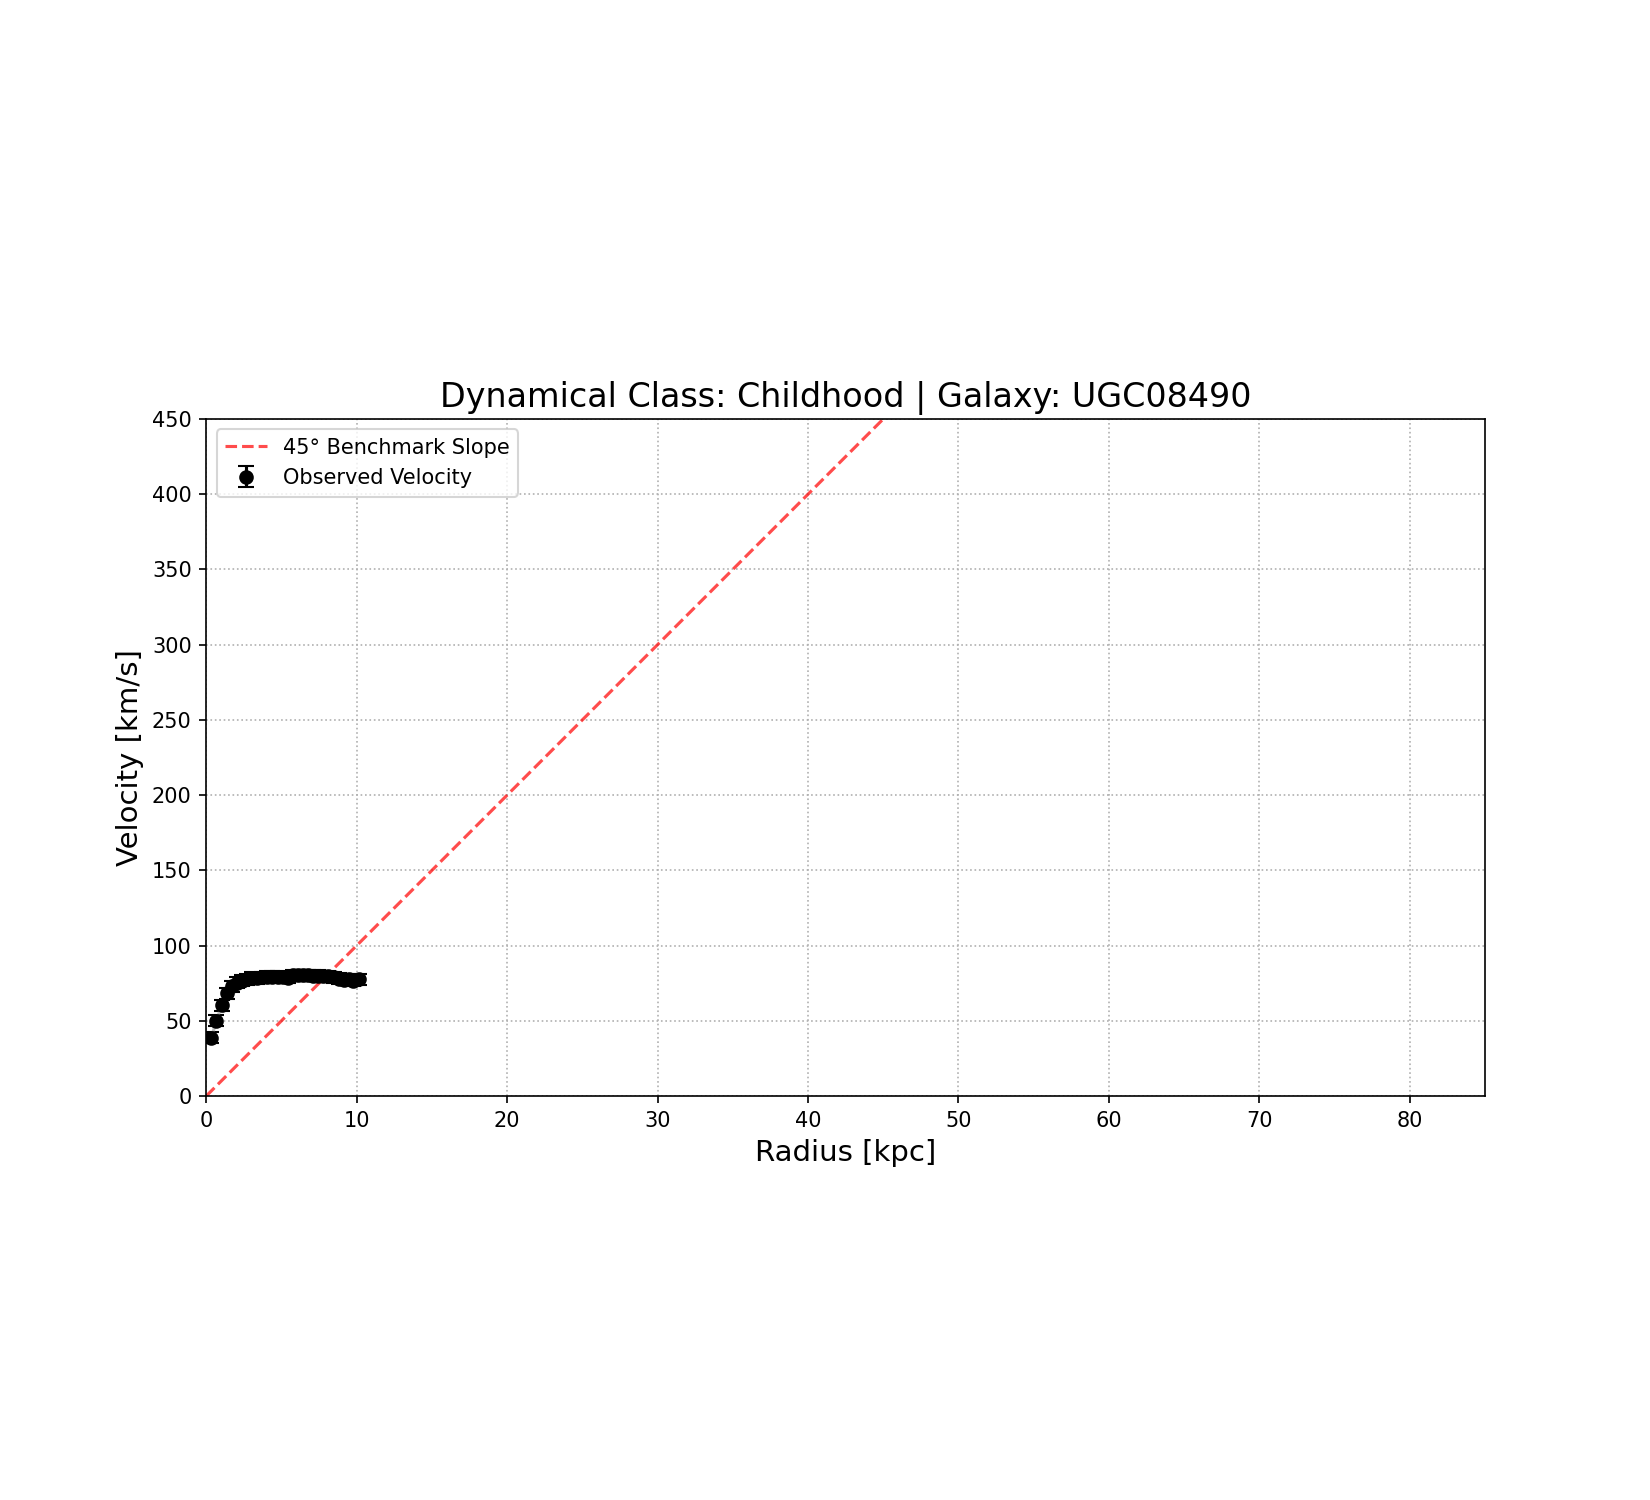 Dynamical Class: Childhood | Galaxy: UGC08490
45° Benchmark Slope
Observed Velocity
Velocity [km/s]
450
400
350
300
250
200
150
100
50
0
0 10 20 30 40 50 60 70 80
Radius [kpc]